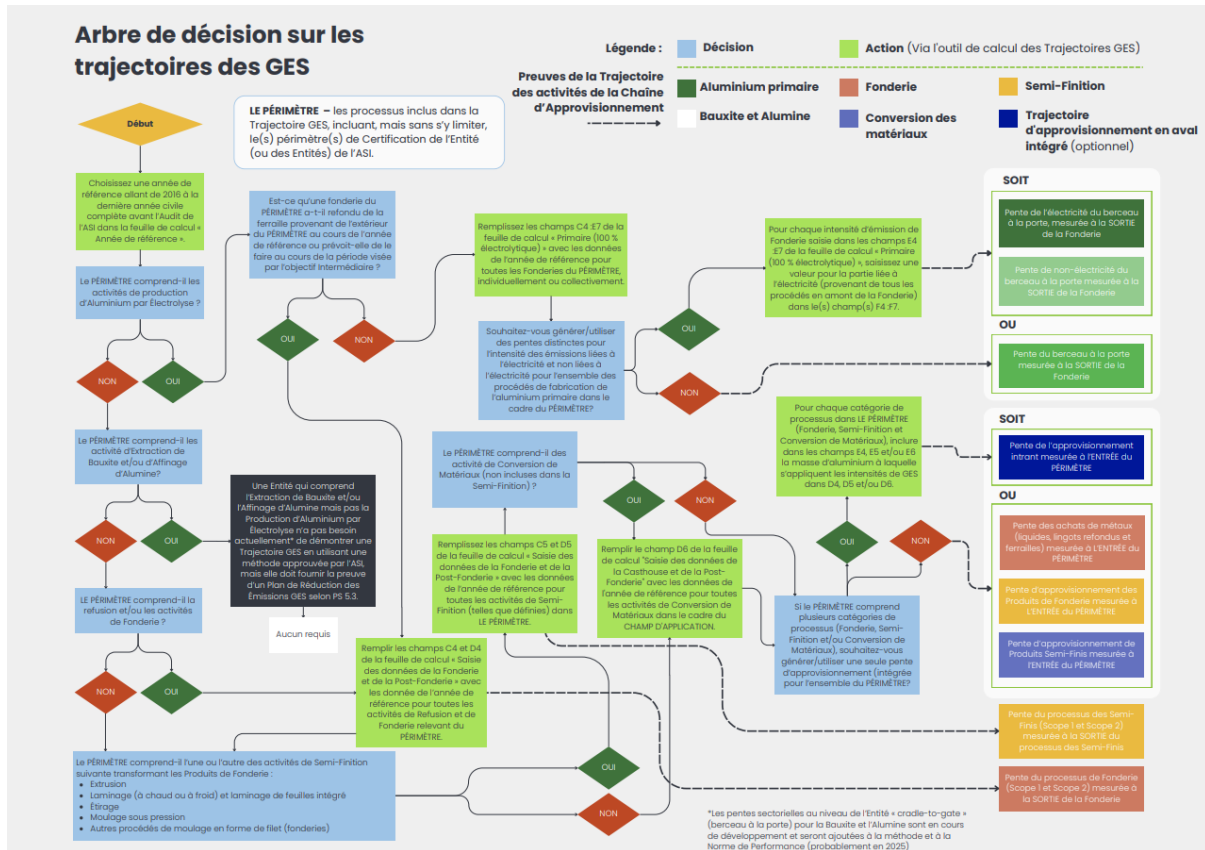 Arbre de décision sur les
trajectoires des GES
Légende :
Décision
Action (Via l'outil de calcul des Trajectoires GES)
Preuves de la Trajectoire
des activités de la Chaîne
d'Approvisionnement
Aluminium primaire
Fonderie
Semi-Finition
Bauxite et Alumine
Conversion des
matériaux
Trajectoire
d'approvisionnement en aval
intégré (optionnel)
LE PÉRIMÈTRE – les processus inclus dans la
Trajectoire GES, incluant, mais sans s'y limiter,
le(s) périmètre(s) de Certification de l'Entité
(ou des Entités) de l'ASI.
Début
Choisissez une année de
référence allant de 2016 à la
dernière année civile
complète avant l'Audit de
l'ASI dans la feuille de calcul «
Année de référence ».
Le PÉRIMÈTRE comprend-il les
activités de production
d'Aluminium par Électrolyse ?
NON
OUI
Le PÉRIMÈTRE comprend-il les
activité d'Extraction de
Bauxite et/ou d'Affinage
d'Alumine?
NON
OUI
LE PÉRIMÈTRE comprend-il la
refusion et/ou les activités
de Fonderie ?
NON
OUI
Le PÉRIMÈTRE comprend-il l'une ou l'autre des activités de Semi-Finition
suivante transformant les Produits de Fonderie :
• Extrusion
• Laminage (à chaud ou à froid) et laminage de feuilles intégré
• Étirage
• Moulage sous pression
• Autres procédés de moulage en forme de filet (fonderies)
Est-ce qu'une fonderie du
PÉRIMÈTRE a-t-il refondu de la
ferraille provenant de l'extérieur
du PÉRIMÈTRE au cours de l'année
de référence ou prévoit-elle de le
faire au cours de la période visée
par l'objectif Intermédiaire ?
OUI
NON
Une Entité qui comprend
l'Extraction de Bauxite et/ou
l'Affinage d'Alumine mais pas la
Production d'Aluminium par
Électrolyse n'a pas besoin
actuellement* de démontrer une
Trajectoire GES en utilisant une
méthode approuvée par l'ASI,
mais elle doit fournir la preuve
d'un Plan de Réduction des
Émissions GES selon PS 5.3.
Aucun requis
Remplir les champs C4 et D4
de la feuille de calcul « Saisie
des données de la Fonderie
et de la Post-Fonderie » avec
les donnée de l'année de
référence pour toutes les
activités de Refusion et de
Fonderie relevant du
PÉRIMÈTRE.
Remplissez les champs C4 :E7 de la
feuille de calcul « Primaire (100 %
électrolytique) » avec les données
de l'année de référence pour
toutes les Fonderies du PÉRIMÈTRE,
individuellement ou collectivement.
Souhaitez-vous générer/utiliser
des pentes distinctes pour
l'intensité des émissions liées à
l'électricité et non liées à
l'électricité pour l'ensemble des
procédés de fabrication de
l'aluminium primaire dans le
cadre du PÉRIMÈTRE?
OUI
NON
Pour chaque intensité d'émission de
Fonderie saisie dans les champs E4
:E7 de la feuille de calcul « Primaire
(100 % électrolytique) », saisissez une
valeur pour la partie liée à
l'électricité (provenant de tous les
procédés en amont de la Fonderie)
dans le(s) champ(s) F4 :F7.
Le PÉRIMÈTRE comprend-il des
activité de Conversion de
Matériaux (non incluses dans la
Semi-Finition) ?
OUI
NON
Remplissez les champs C5 et D5
de la feuille de calcul « Saisie des
données de la Fonderie et de la
Post-Fonderie » avec les données
de l'année de référence pour
toutes les activités de Semi-
Finition (telles que définies) dans
LE PÉRIMÈTRE.
Remplir le champ D6 de la feuille
de calcul "Saisie des données de
la Casthouse et de la Post-
Fonderie" avec les données de
l'année de référence pour toutes
les activités de Conversion de
Matériaux dans le cadre du
CHAMP D'APPLICATION.
OUI
NON
Pour chaque catégorie de
processus dans LE PÉRIMÈTRE
(Fonderie, Semi-Finition et
Conversion de Matériaux), inclure
dans les champs E4, E5 et/ou E6
la masse d'aluminium à laquelle
s'appliquent les intensités de GES
dans D4, D5 et/ou D6.
OUI
NON
Si le PÉRIMÈTRE comprend
plusieurs catégories de
processus (Fonderie, Semi-
Finition et/ou Conversion de
Matériaux), souhaitez-vous
générer/utiliser une seule pente
d'approvisionnement (intégrée
pour l'ensemble du PÉRIMÈTRE?
SOIT
Pente de l'électricité du berceau
à la porte, mesurée à la SORTIE
de la Fonderie
Pente de non-électricité du
berceau à la porte mesurée à la
SORTIE de la Fonderie
OU
Pente du berceau à la porte
mesurée à la SORTIE de la
Fonderie
SOIT
Pente de l'approvisionnement
intrant mesurée à l'ENTRÉE du
PÉRIMÈTRE
OU
Pente des achats de métaux
(liquides, lingots refondus et
ferrailles) mesurée à L'ENTRÉE du
PÉRIMÈTRE
Pente d'approvisionnement des
Produits de Fonderie mesurée à
L'ENTRÉE du PÉRIMÈTRE
Pente d'approvisionnement de
Produits Semi-Finis mesurée à
l'ENTRÉE du PÉRIMÈTRE
Pente du processus des Semi-
Finis (Scope 1 et Scope 2)
mesurée à la SORTIE du
processus des Semi-Finis
Pente du processus de Fonderie
(Scope 1 et Scope 2) mesurée à
la SORTIE de la Fonderie
*Les pentes sectorielles au niveau de l'Entité « cradle-to-gate »
(berceau à la porte) pour la Bauxite et l'Alumine sont en cours
de développement et seront ajoutées à la méthode et à la
Norme de Performance (probablement en 2025)